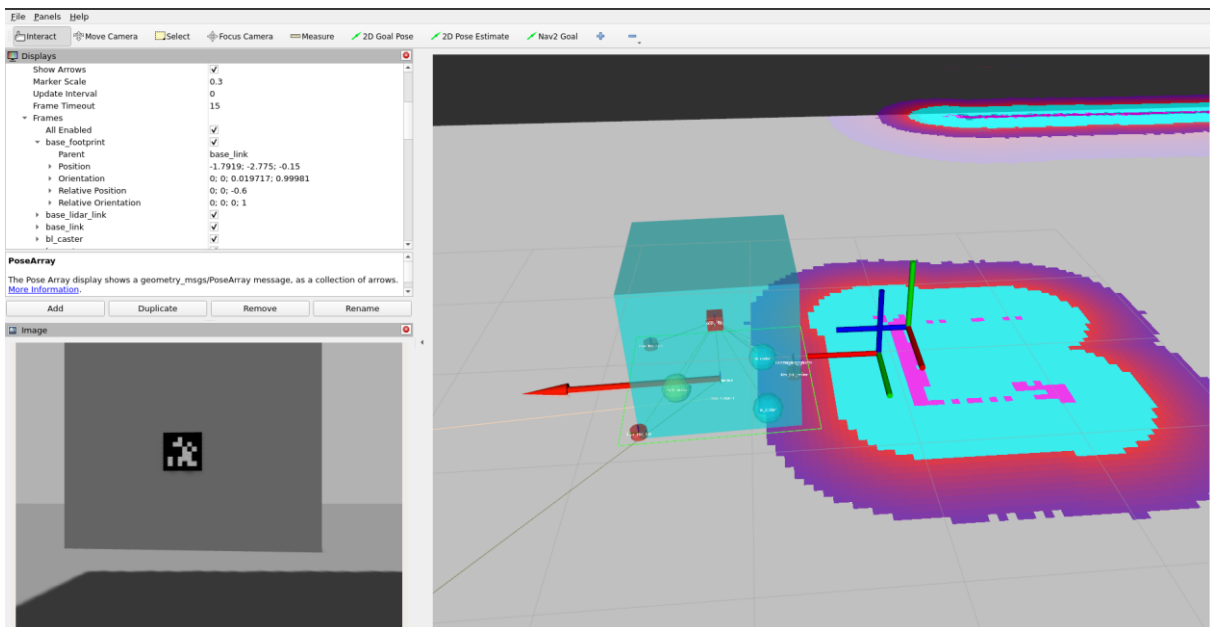 File Panels Help
Interact Move Camera Select Focus Camera Measure 2D Goal Pose 2D Pose Estimate Nav2 Goal
Displays
Show Arrows
Marker Scale 0.3
Update Interval 0
Frame Timeout 15
Frames
All Enabled
base_footprint
Parent base_link
Position -1.7919; -2.775; -0.15
Orientation 0; 0; 0.019717; 0.99981
Relative Position 0; 0; -0.6
Relative Orientation 0; 0; 0; 1
base_lidar_link
base_link
bl_caster
PoseArray
The Pose Array display shows a geometry_msgs/PoseArray message, as a collection of arrows.
More Information.
Add Duplicate Remove Rename
Image